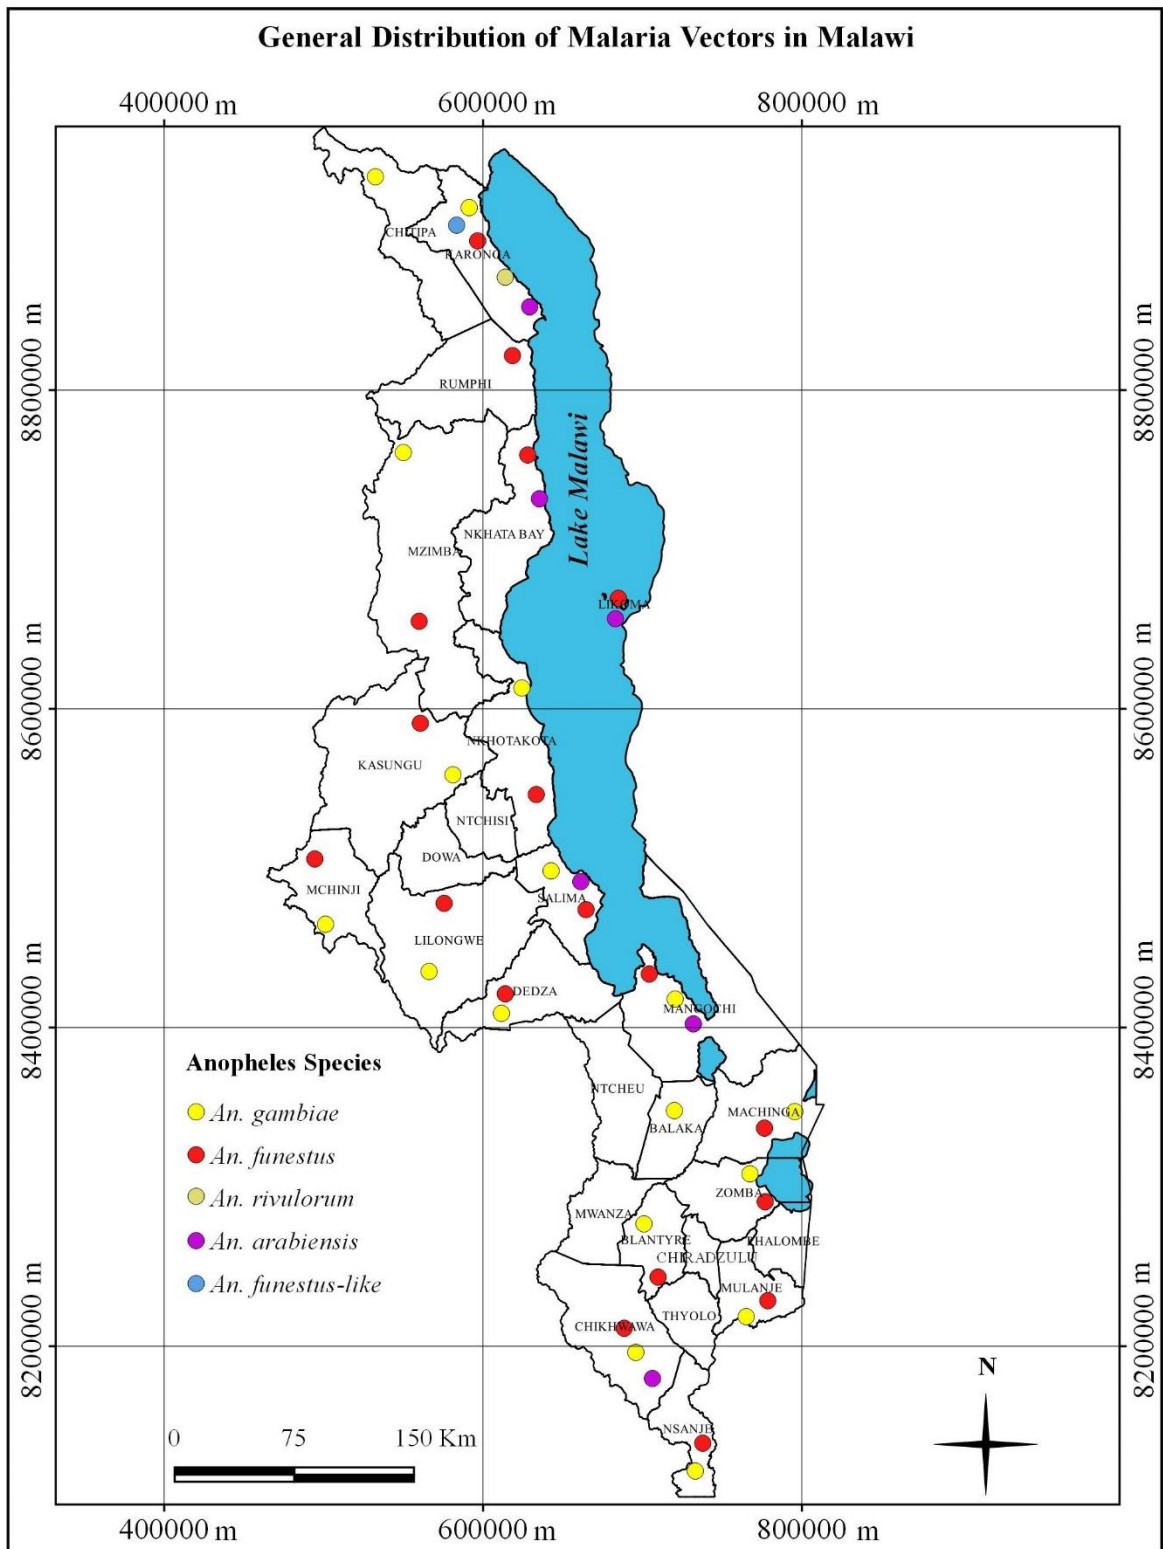 General Distribution of Malaria Vectors in Malawi
400000 m 600000 m 800000 m
CHITIPA
KARONGA
8800000 m
8800000 m
RUMPHI
Lake Malawi
NKHATA BAY
MZIMBA
LIKOMA
8600000 m
8600000 m
NKHOTAKOTA
KASUNGU
NTCHISI
DOWA
MCHINJI
SALIMA
LILONGWE
DEDZA
MANGOCHI
8400000 m
8400000 m
Anopheles Species
An. gambiae
An. funestus
An. rivulorum
An. arabiensis
An. funestus-like
NTCHEU
MACHINGA
BALAKA
ZOMBA
MWANZA
BLANTYRE
PHALOMBE
CHIRADZULU
MULANJE
THYOLO
CHIKHWAWA
8200000 m
8200000 m
N
NSANJE
0 75 150 Km
400000 m 600000 m 800000 m